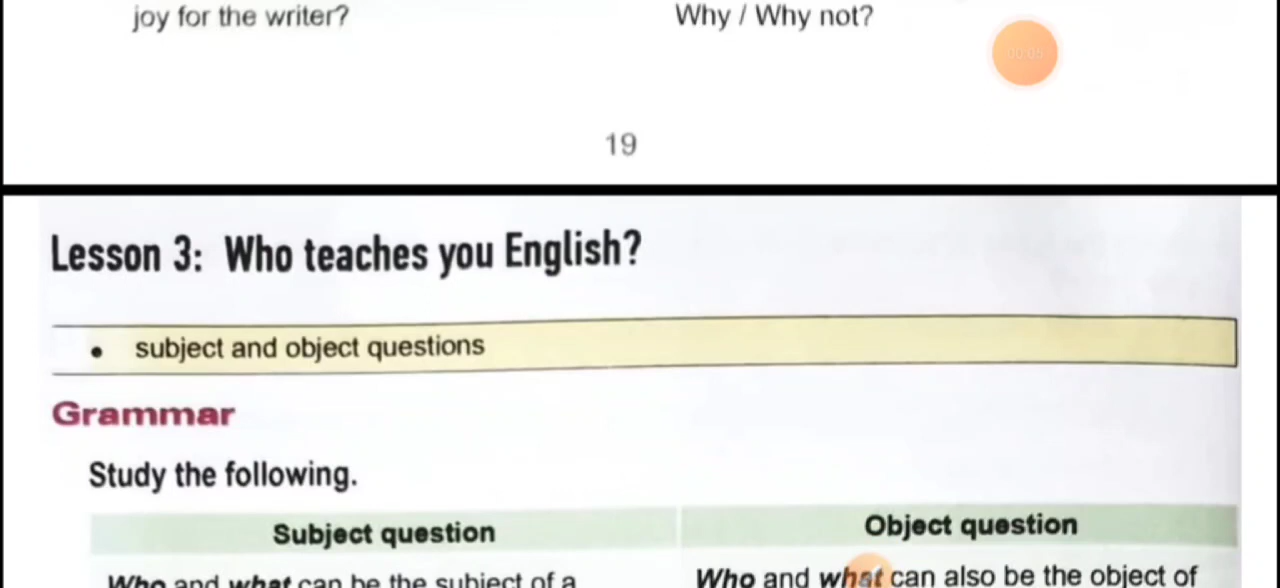 joy for the writer?
Why / Why not?
19
Lesson 3: Who teaches you English?
• subject and object questions
Grammar
Study the following.
Subject question
Object question
Who and what can be the subject of a
Who and what can also be the object of